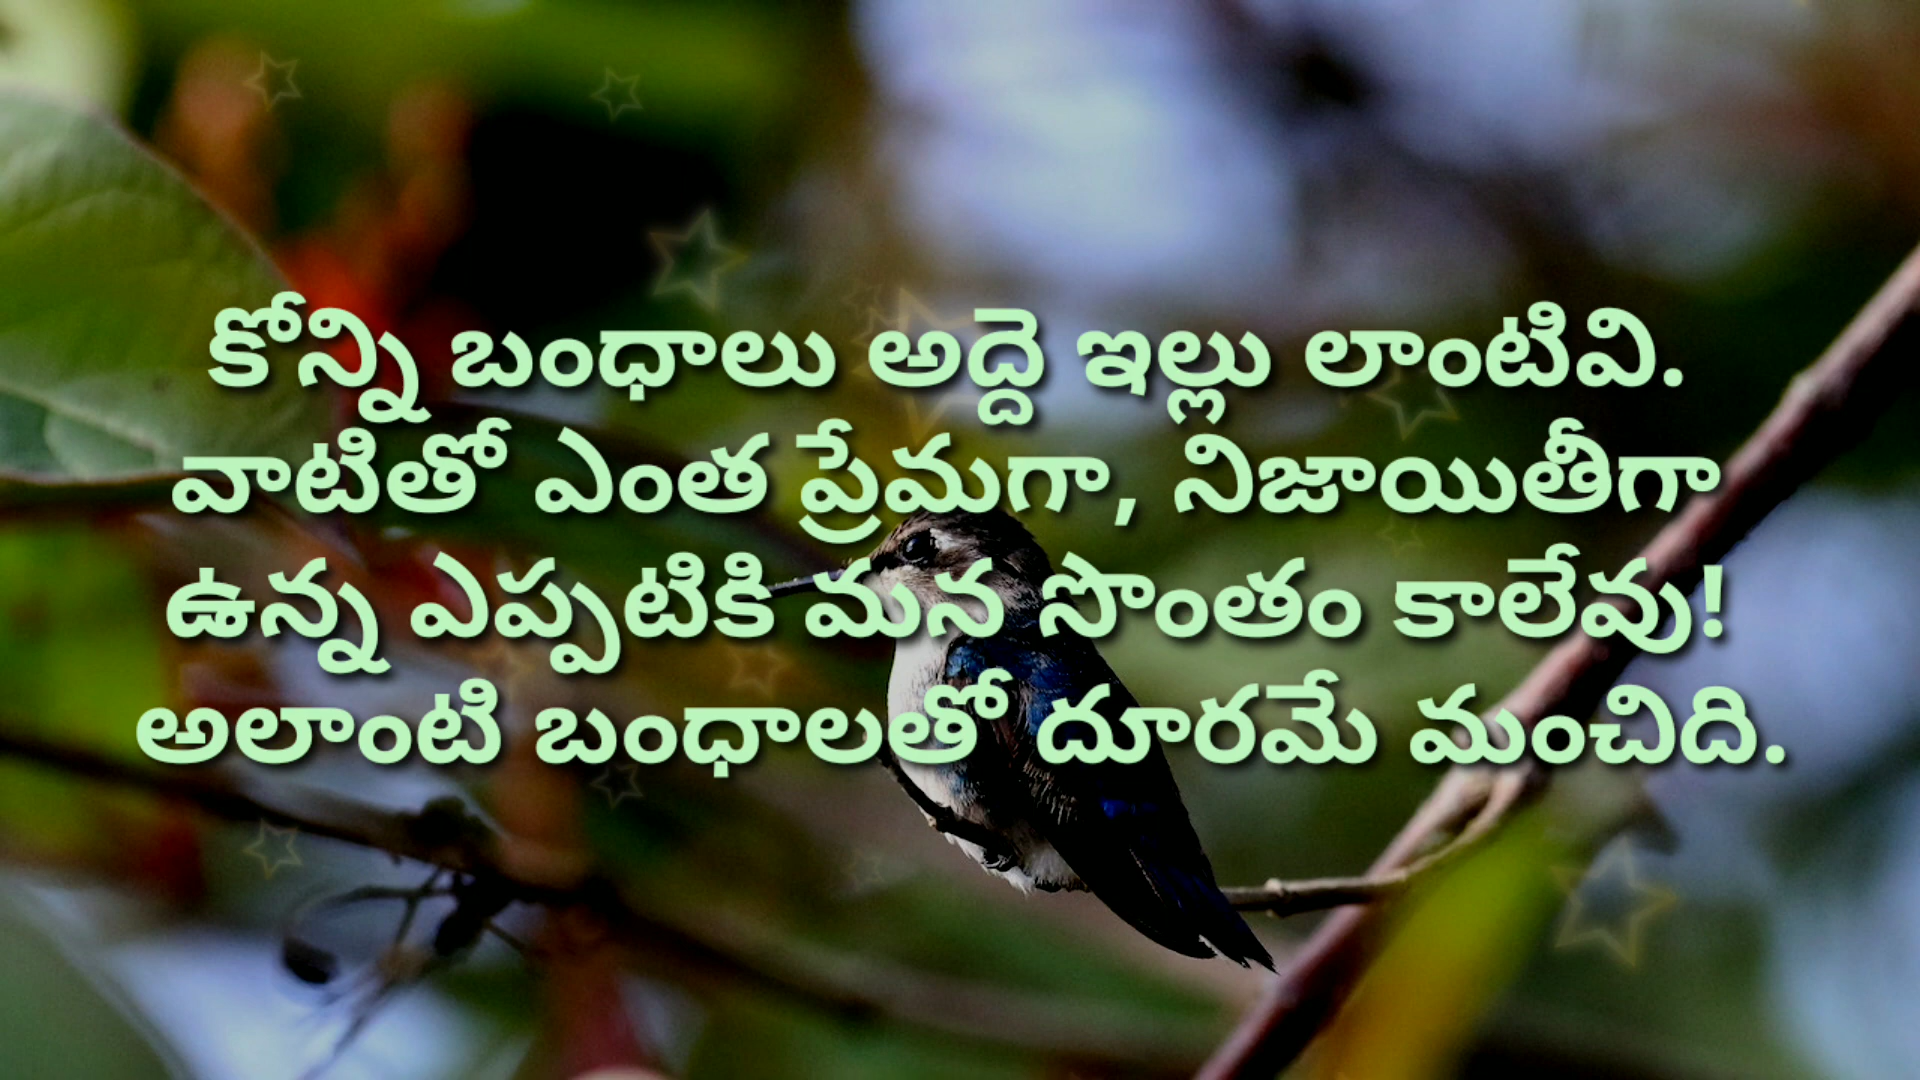 కోన్ని బంధాలు అద్దె ఇల్లు లాంటివి.
వాటితో ఎంత ప్రేమగా, నిజాయితీగా
ఉన్న ఎప్పటికి మన సొంతం కాలేవు!
అలాంటి బంధాలతో దూరమే మంచిది.